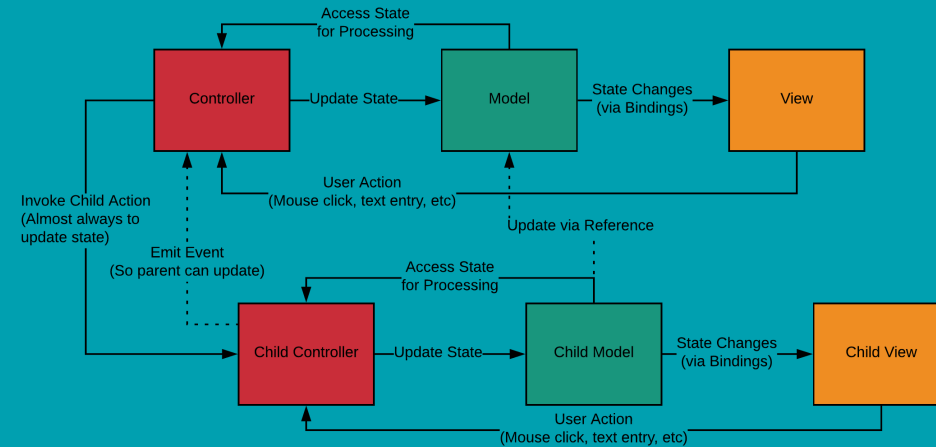 Access State
for Processing
Controller
Update State
Model
State Changes
(via Bindings)
View
User Action
(Mouse click, text entry, etc)
Invoke Child Action
(Almost always to
update state)
Update via Reference
Emit Event
(So parent can update)
Access State
for Processing
Child Controller
Update State
Child Model
State Changes
(via Bindings)
Child View
User Action
(Mouse click, text entry, etc)